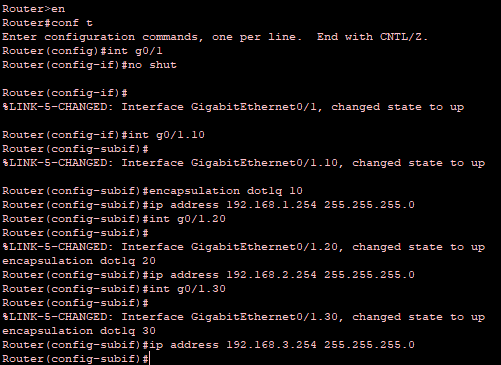 Router>en
Router#conf t
Enter configuration commands, one per line.  End with CNTL/Z.
Router(config)#int g0/1
Router(config-if)#no shut
Router(config-if)#
%LINK-5-CHANGED: Interface GigabitEthernet0/1, changed state to up
Router(config-if)#int g0/1.10
Router(config-subif)#
%LINK-5-CHANGED: Interface GigabitEthernet0/1.10, changed state to up
Router(config-subif)#encapsulation dot1q 10
Router(config-subif)#ip address 192.168.1.254 255.255.255.0
Router(config-subif)#int g0/1.20
Router(config-subif)#
%LINK-5-CHANGED: Interface GigabitEthernet0/1.20, changed state to up
encapsulation dot1q 20
Router(config-subif)#ip address 192.168.2.254 255.255.255.0
Router(config-subif)#int g0/1.30
Router(config-subif)#
%LINK-5-CHANGED: Interface GigabitEthernet0/1.30, changed state to up
encapsulation dot1q 30
Router(config-subif)#ip address 192.168.3.254 255.255.255.0
Router(config-subif)#